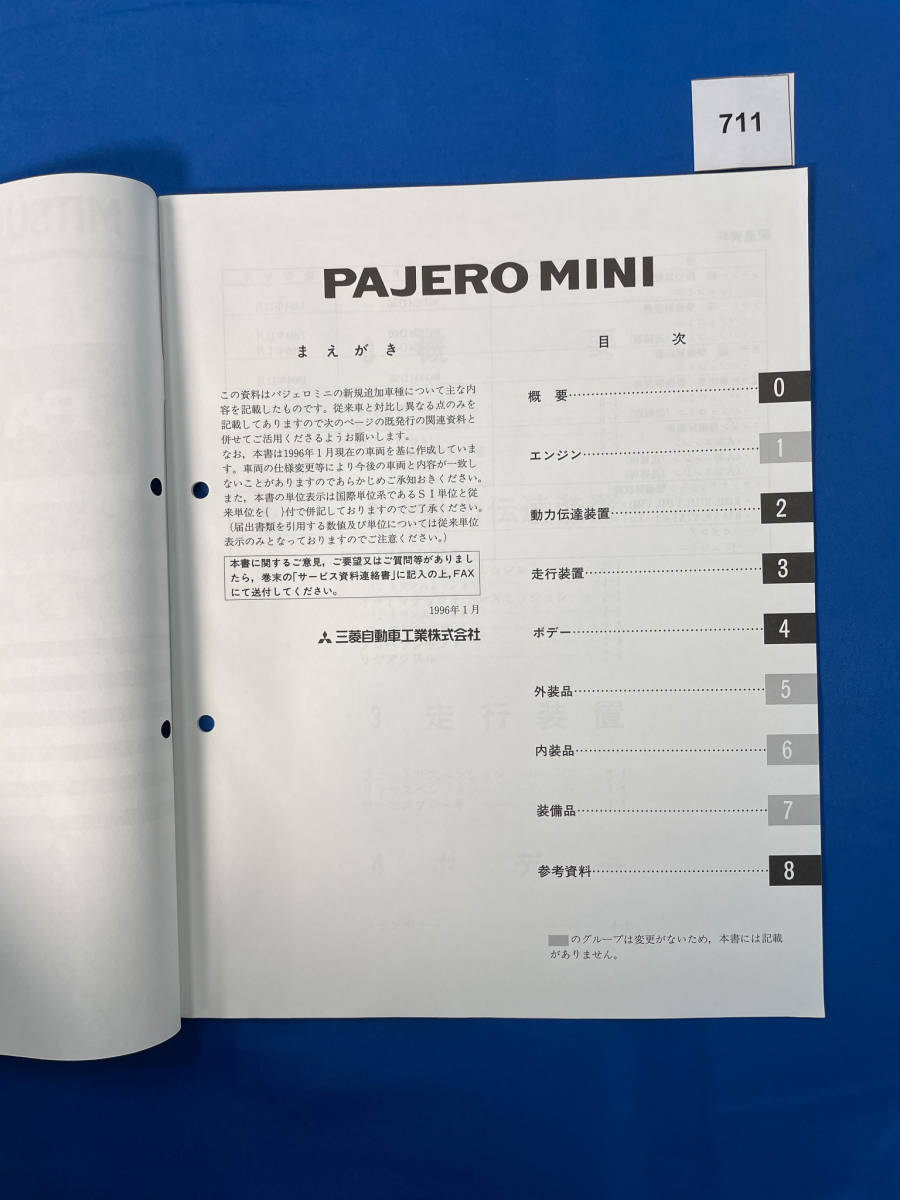 711
PAJERO MINI
まえがき
この資料はパジェロミニの新規追加車種について主な内
容を記載したものです。従来車と対比し異なる点のみを
記載してありますので次のページの既発行の関連資料と
併せてご活用くださるようお願いします。
なお，本書は1996年1月現在の車両を基に作成していま
す。車両の仕様変更等により今後の車両と内容が一致し
ないことがありますのであらかじめご承知おきください。
また，本書の単位表示は国際単位系であるＳＩ単位と従
来単位を(　)付で併記しておりますのでご了承ください。
（届出書類を引用する数値及び単位については従来単位
表示のみとなっておりますのでご注意ください。）
本書に関するご意見，ご要望又はご質問等がありまし
たら，巻末の「サービス資料連絡書」に記入の上，FAX
にて送付してください。
1996年1月
三菱自動車工業株式会社
目次
概要 0
エンジン 1
動力伝達装置 2
走行装置 3
ボデー 4
外装品 5
内装品 6
装備品 7
参考資料 8
のグループは変更がないため，本書には記載
がありません。
3 走行装置
4 ボデー